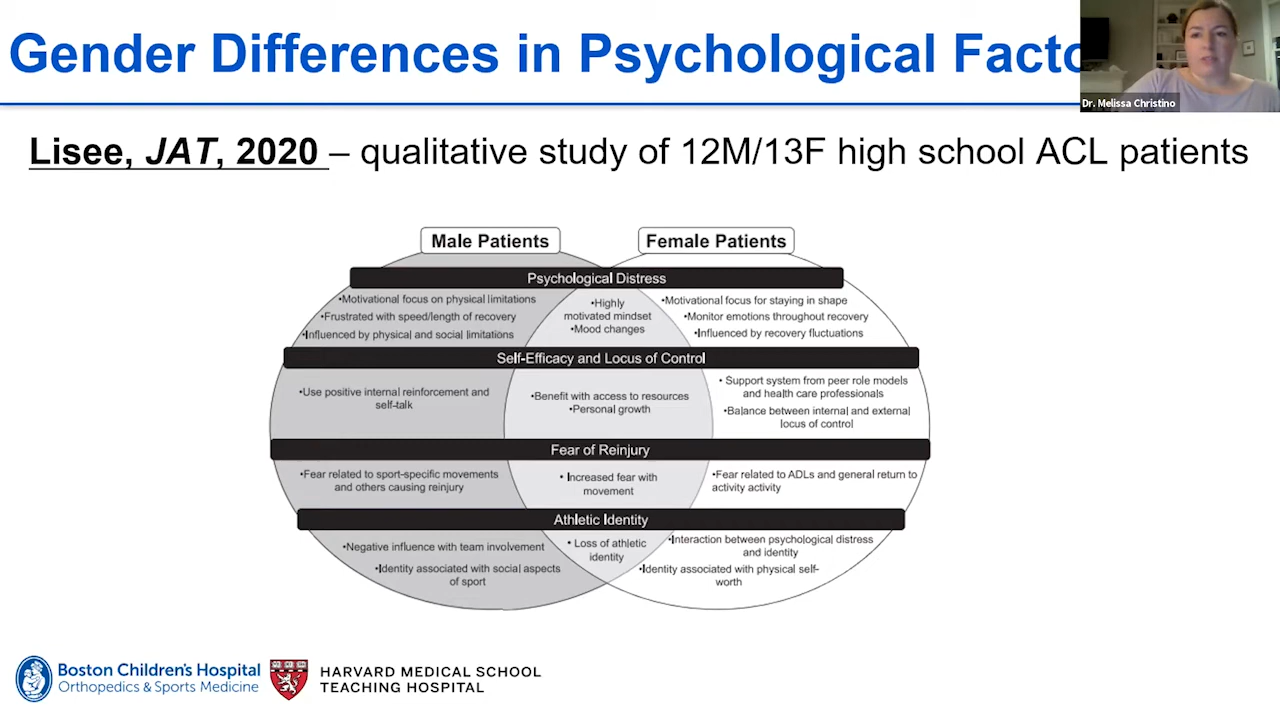 Gender Differences in Psychological Facto
Dr. Melissa Christino
Lisee, JAT, 2020 – qualitative study of 12M/13F high school ACL patients
Male Patients
Female Patients
Psychological Distress
•Motivational focus on physical limitations
•Frustrated with speed/length of recovery
•Influenced by physical and social limitations
•Highly
motivated mindset
•Mood changes
•Motivational focus for staying in shape
•Monitor emotions throughout recovery
•Influenced by recovery fluctuations
Self-Efficacy and Locus of Control
•Use positive internal reinforcement and
self-talk
•Benefit with access to resources
•Personal growth
• Support system from peer role models
and health care professionals
•Balance between internal and external
locus of control
Fear of Reinjury
•Fear related to sport-specific movements
and others causing reinjury
• Increased fear with
movement
•Fear related to ADLs and general return to
activity activity
Athletic Identity
•Negative influence with team involvement
•Identity associated with social aspects
of sport
• Loss of athletic
identity
•Interaction between psychological distress
and identity
•Identity associated with physical self-
worth
Boston Children's Hospital
Orthopedics & Sports Medicine
HARVARD MEDICAL SCHOOL
TEACHING HOSPITAL